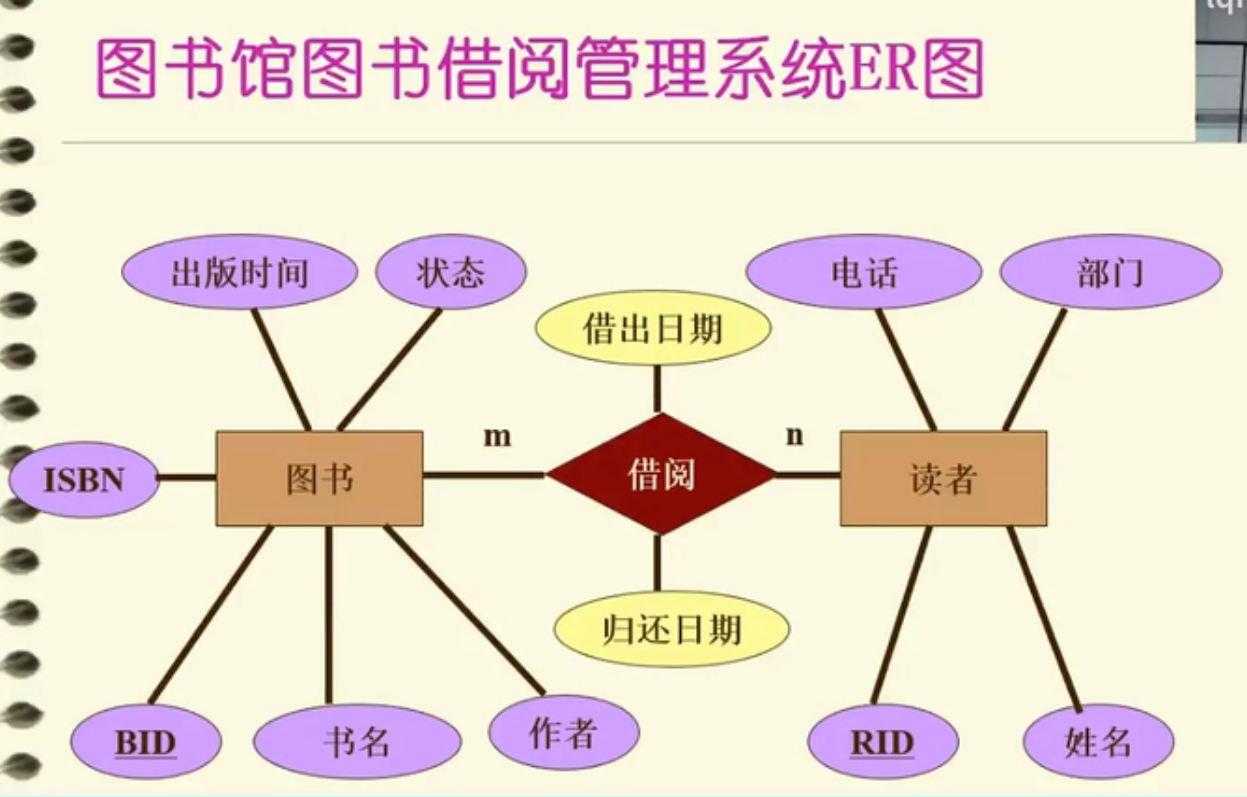 图书馆图书借阅管理系统ER图
出版时间
状态
电话
部门
借出日期
m
n
ISBN
图书
借阅
读者
归还日期
BID
书名
作者
RID
姓名